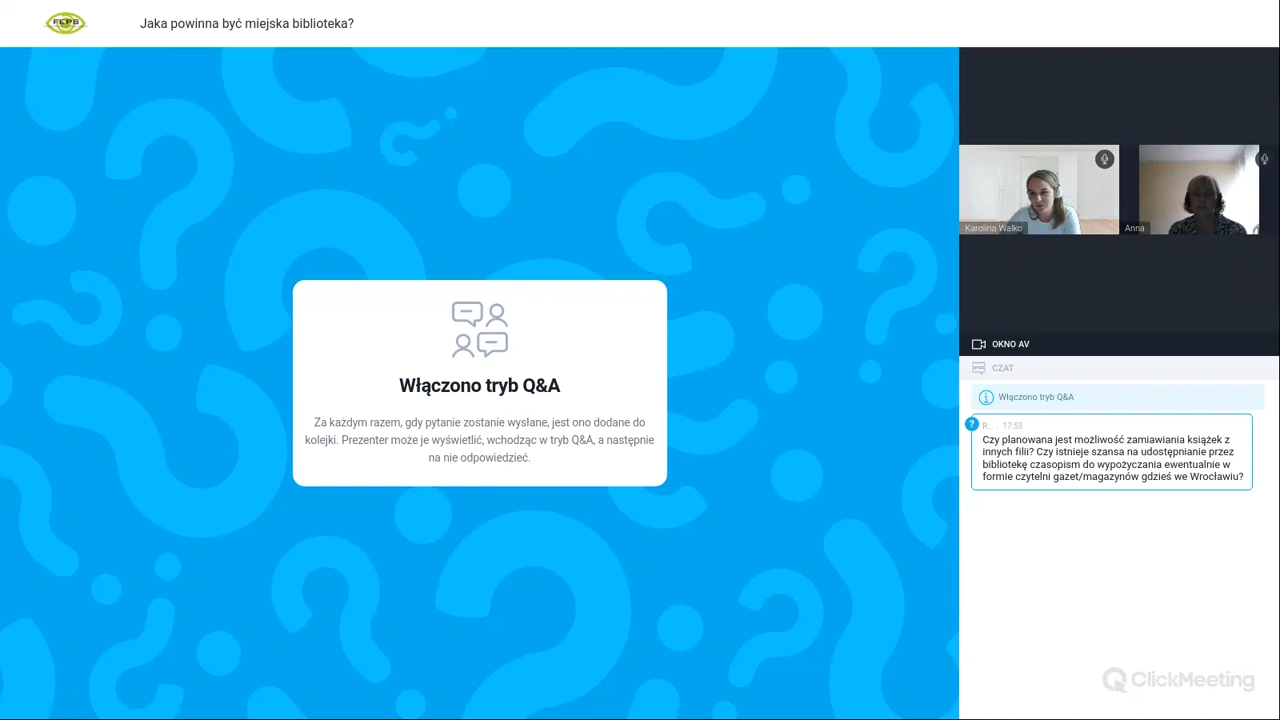 FEPS
Jaka powinna być miejska biblioteka?
Włączono tryb Q&A
Za każdym razem, gdy pytanie zostanie wysłane, jest ono dodane do
kolejki. Prezenter może je wyświetlić, wchodząc w tryb Q&A, a następnie
na nie odpowiedzieć.
Karolina Walko
Anna
OKNO AV
CZAT
Włączono tryb Q&A
? R... 17:53
Czy planowana jest możliwość zamiawiania książek z
innych filii? Czy istnieje szansa na udostępnianie przez
bibliotekę czasopism do wypożyczania ewentualnie w
formie czytelni gazet/magazynów gdzieś we Wrocławiu?
ClickMeeting